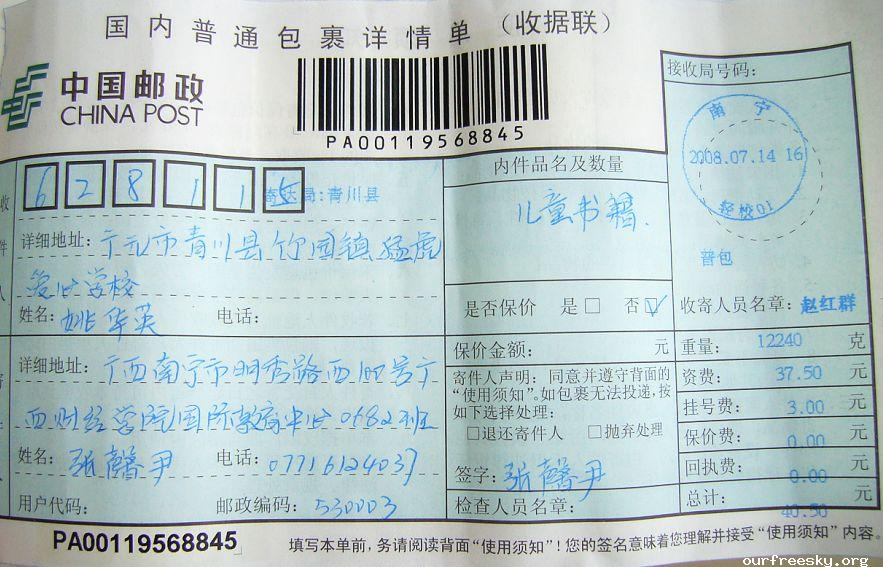 国内普通包裹详情单（收据联）
中国邮政
CHINA POST
PA00119568845
接收局号码:
南宁
2008.07.14 16
轻校01
普包
收寄人员名章: 赵红群
628115
寄达局:青川县
详细地址: 广元市青川县竹园镇猛虎
爱心学校
姓名: 姚华英 电话:
内件品名及数量
儿童书籍.
是否保价 是□ 否☑
保价金额: 元
寄件人声明: 同意并遵守背面的
“使用须知”.如包裹无法投递, 按
如下选择处理:
□退还寄件人 □抛弃处理
签字: 张馨尹
检查人员名章:
详细地址: 广西南宁市明秀路西100号广
西财经学院国际教育中心0682班
姓名: 张馨尹 电话: 07716124037
用户代码: 邮政编码: 530003
重量: 12240 克
资费: 37.50 元
挂号费: 3.00 元
保价费: 0.00 元
回执费: 0.00 元
总计: 40.50 元
PA00119568845
填写本单前, 务请阅读背面“使用须知”! 您的签名意味着您理解并接受“使用须知”内容.
ourfreesky.org